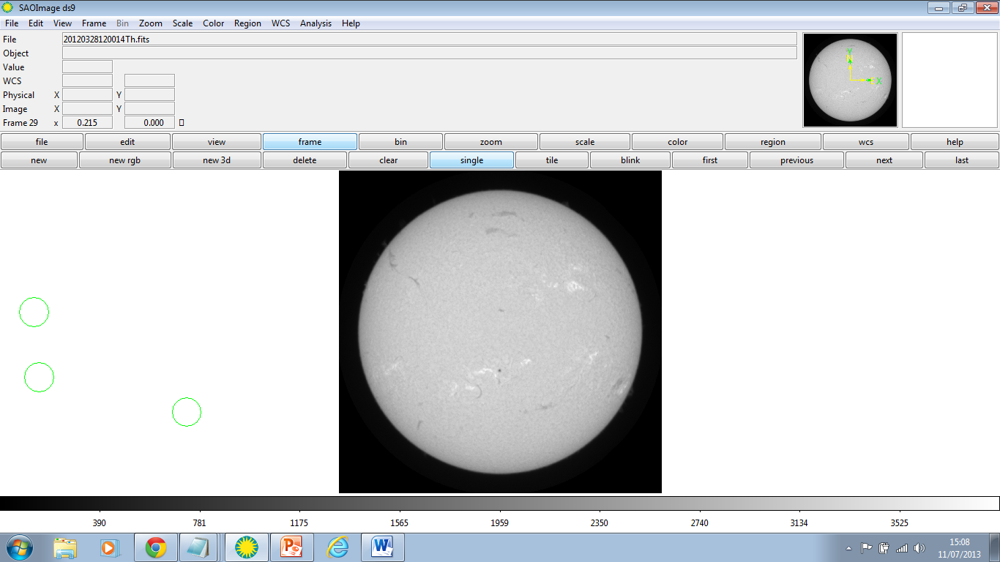 SAOImage ds9
File Edit View Frame Bin Zoom Scale Color Region WCS Analysis Help
File 20120328120014Th.fits
Object
Value
WCS
Physical X Y
Image X Y
Frame 29 x 0.215 0.000
Y
N
E X
file edit view frame bin zoom scale color region wcs help
new new rgb new 3d delete clear single tile blink first previous next last
390 781 1175 1565 1959 2350 2740 3134 3525
15:08
11/07/2013